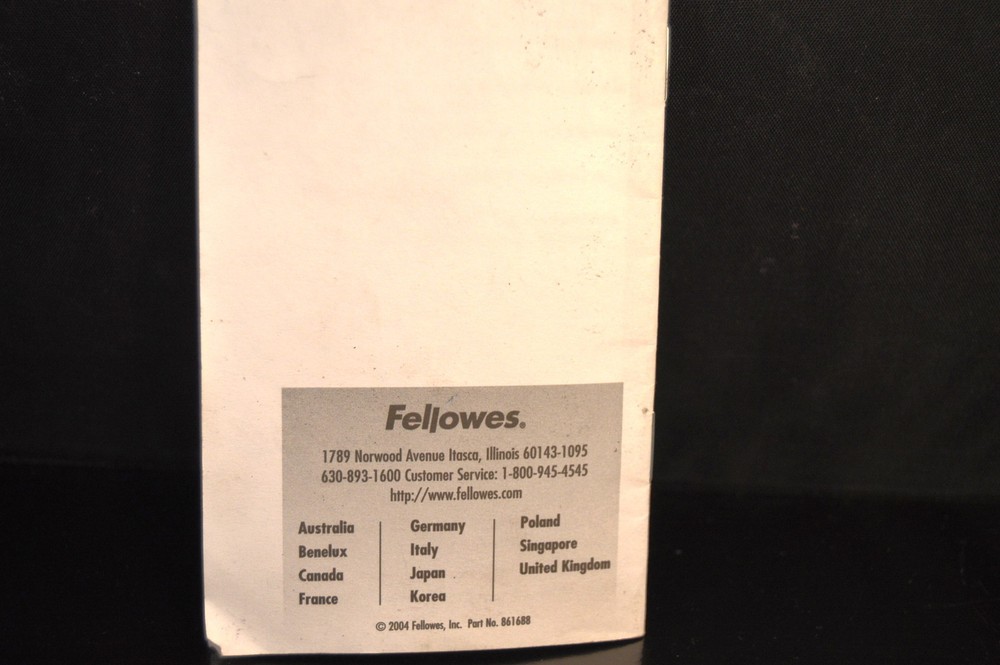 Fellowes®
1789 Norwood Avenue Itasca, Illinois 60143-1095
630-893-1600 Customer Service: 1-800-945-4545
http://www.fellowes.com
Australia
Benelux
Canada
France
Germany
Italy
Japan
Korea
Poland
Singapore
United Kingdom
© 2004 Fellowes, Inc. Part No. 861688